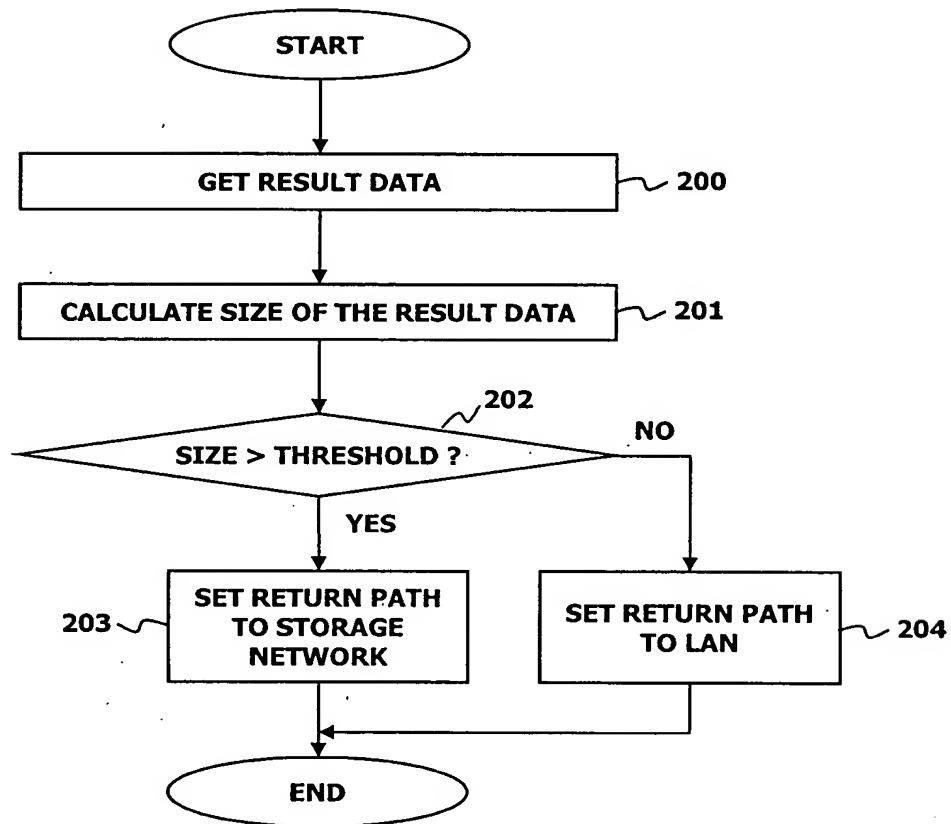 START
GET RESULT DATA
200
CALCULATE SIZE OF THE RESULT DATA
201
202
SIZE > THRESHOLD ?
NO
YES
203
SET RETURN PATH
TO STORAGE
NETWORK
SET RETURN PATH
TO LAN
204
END